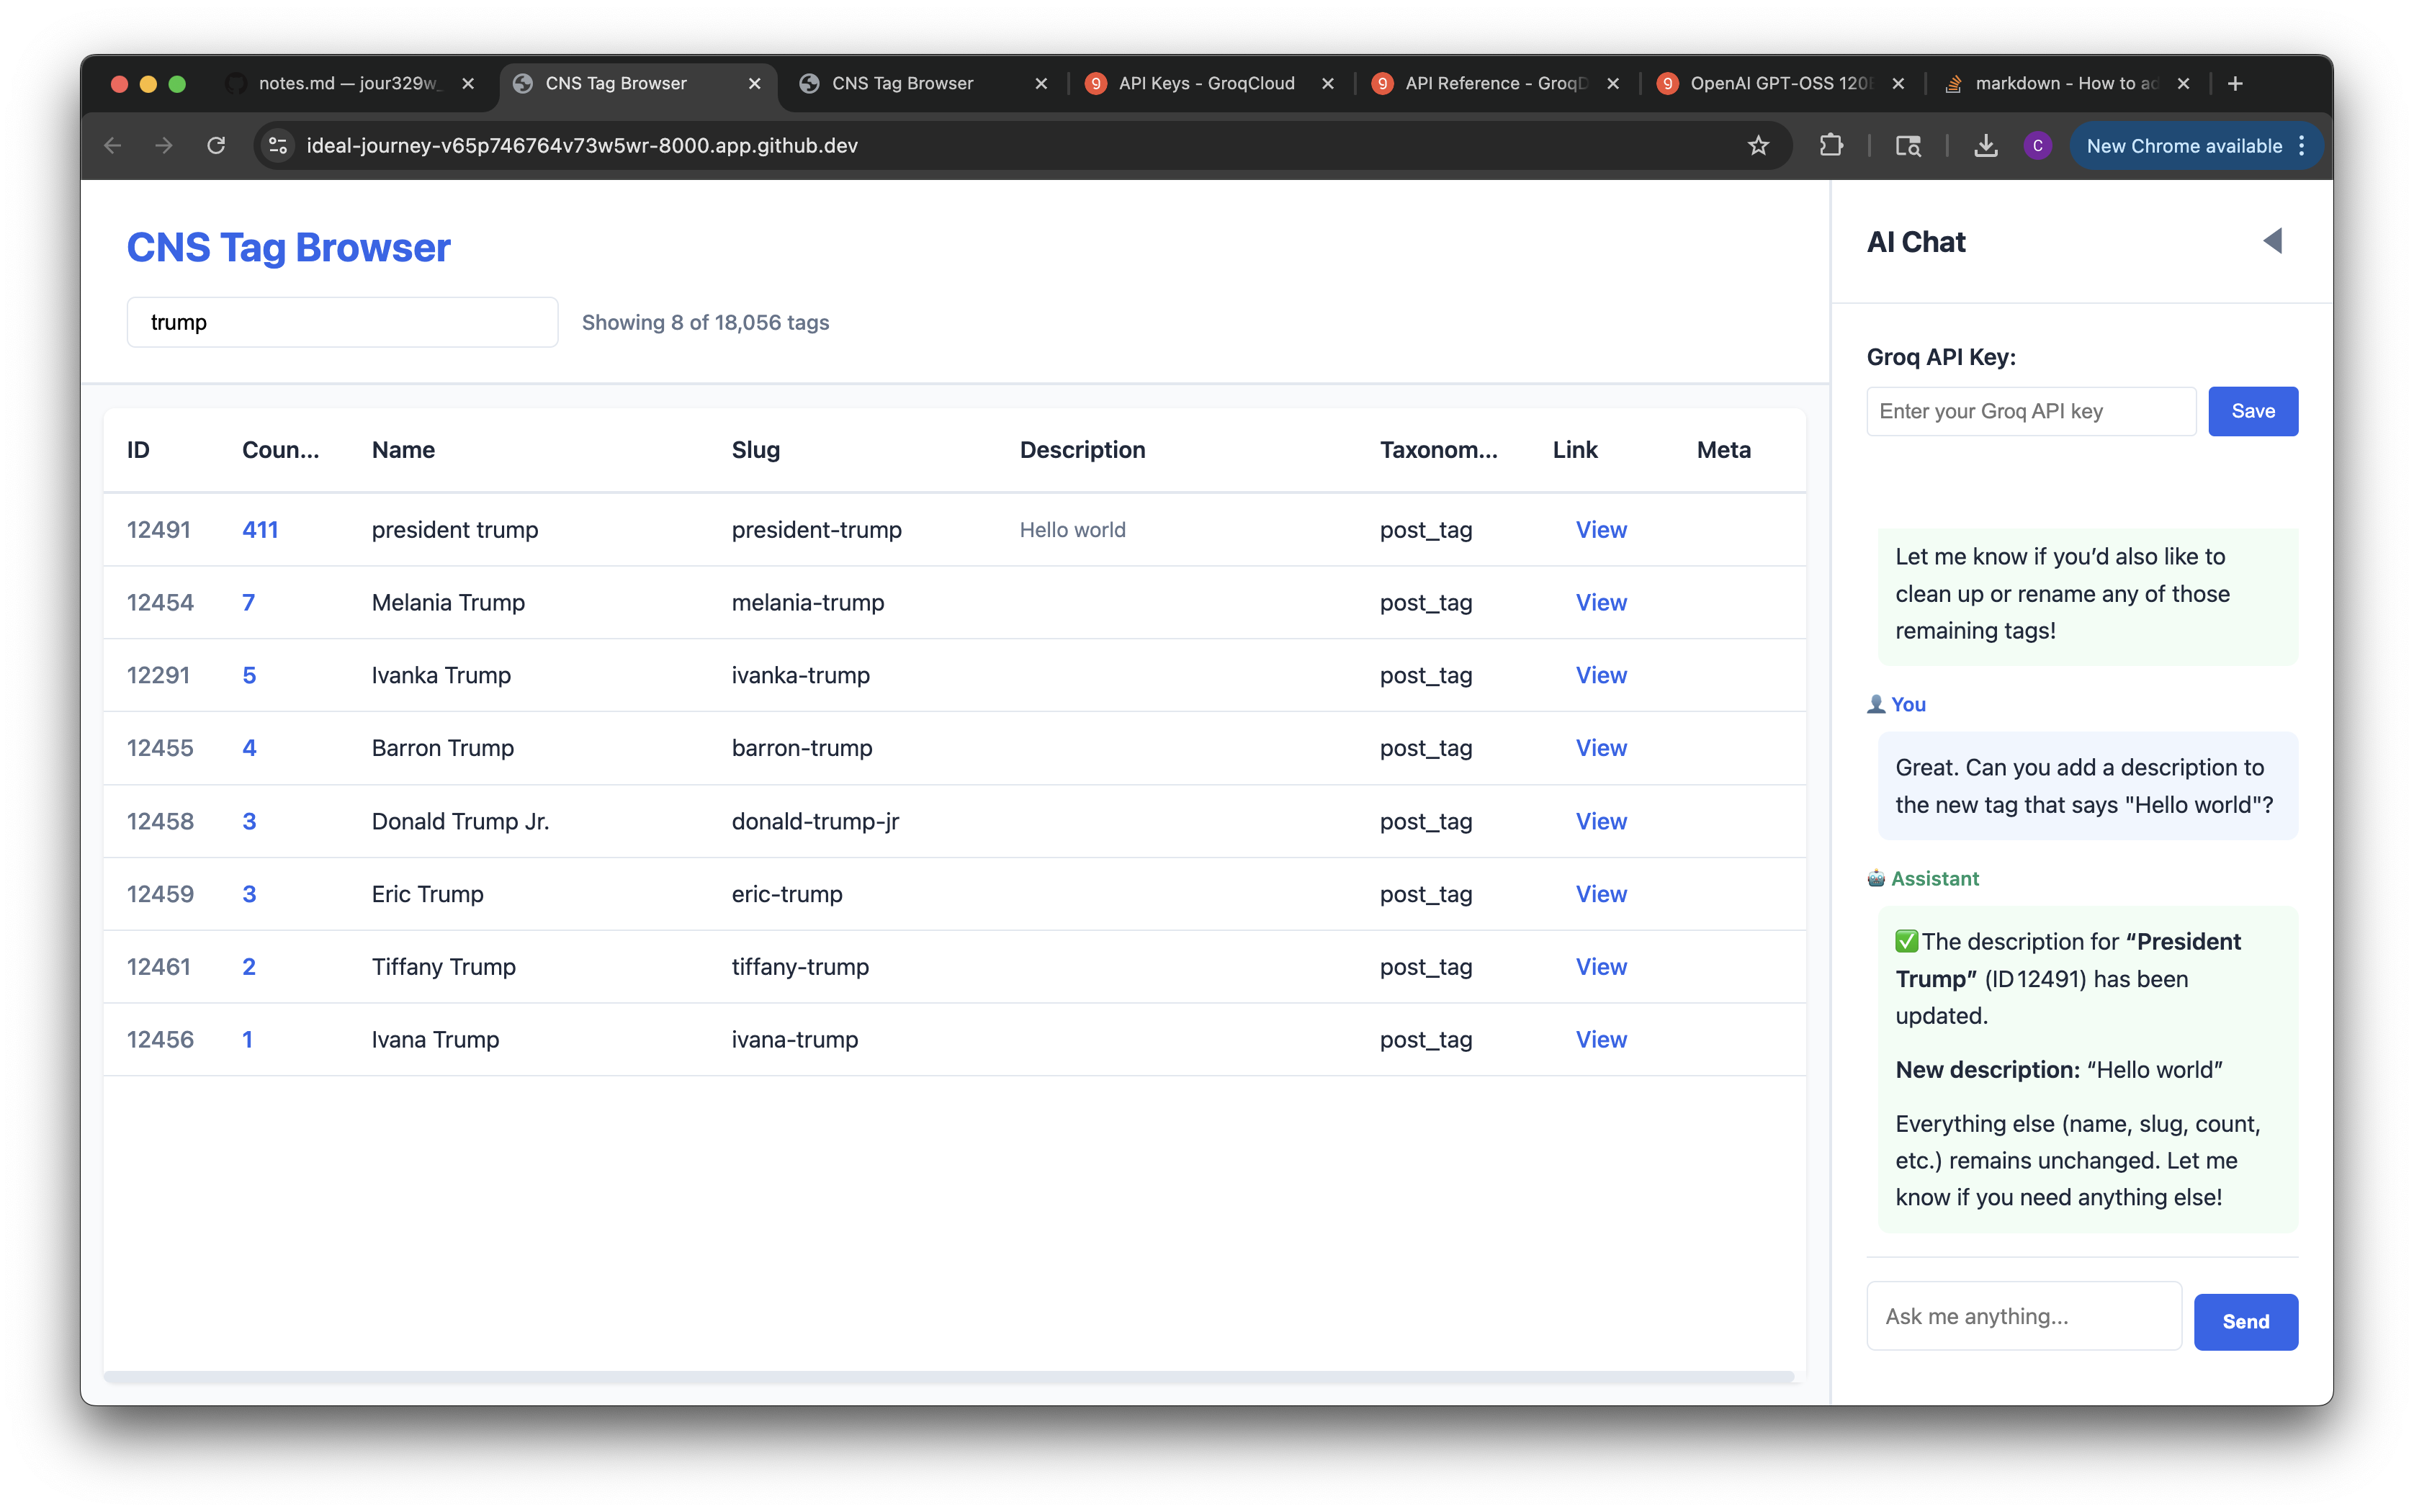 notes.md — jour329w_
CNS Tag Browser
CNS Tag Browser
API Keys - GroqCloud
API Reference - GroqD
OpenAI GPT-OSS 120B
markdown - How to ad
ideal-journey-v65p746764v73w5wr-8000.app.github.dev
C
New Chrome available
CNS Tag Browser
trump
Showing 8 of 18,056 tags
ID Coun... Name Slug Description Taxonom... Link Meta
12491 411 president trump president-trump Hello world post_tag View
12454 7 Melania Trump melania-trump post_tag View
12291 5 Ivanka Trump ivanka-trump post_tag View
12455 4 Barron Trump barron-trump post_tag View
12458 3 Donald Trump Jr. donald-trump-jr post_tag View
12459 3 Eric Trump eric-trump post_tag View
12461 2 Tiffany Trump tiffany-trump post_tag View
12456 1 Ivana Trump ivana-trump post_tag View
AI Chat
Groq API Key:
Enter your Groq API key
Save
Let me know if you’d also like to
clean up or rename any of those
remaining tags!
👤 You
Great. Can you add a description to
the new tag that says "Hello world"?
🤖 Assistant
✅ The description for “President
Trump” (ID 12491) has been
updated.
New description: “Hello world”
Everything else (name, slug, count,
etc.) remains unchanged. Let me
know if you need anything else!
Ask me anything...
Send